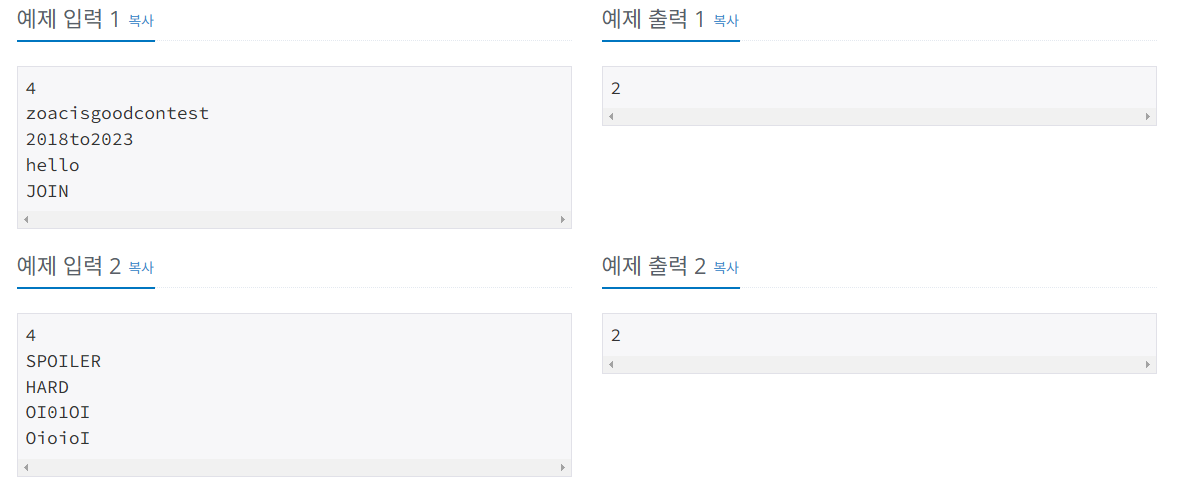 예제 입력 1 복사
4
zoacisgoodcontest
2018to2023
hello
JOIN
예제 출력 1 복사
2
예제 입력 2 복사
4
SPOILER
HARD
OI01OI
OioioI
예제 출력 2 복사
2